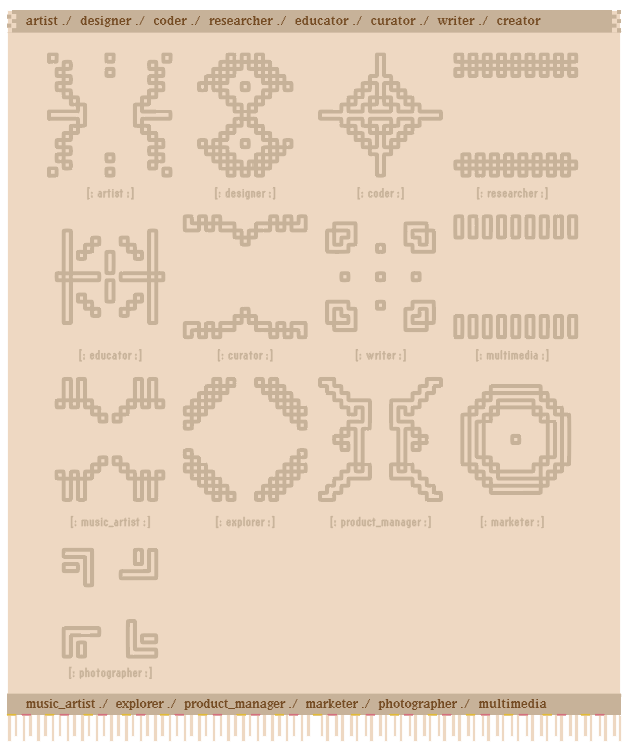 artist ./ designer ./ coder ./ researcher ./ educator ./ curator ./ writer ./ creator
[: artist :] [: designer :] [: coder :] [: researcher :]
[: educator :] [: curator :] [: writer :] [: multimedia :]
[: music_artist :] [: explorer :] [: product_manager :] [: marketer :]
[: photographer :]
music_artist ./ explorer ./ product_manager ./ marketer ./ photographer ./ multimedia